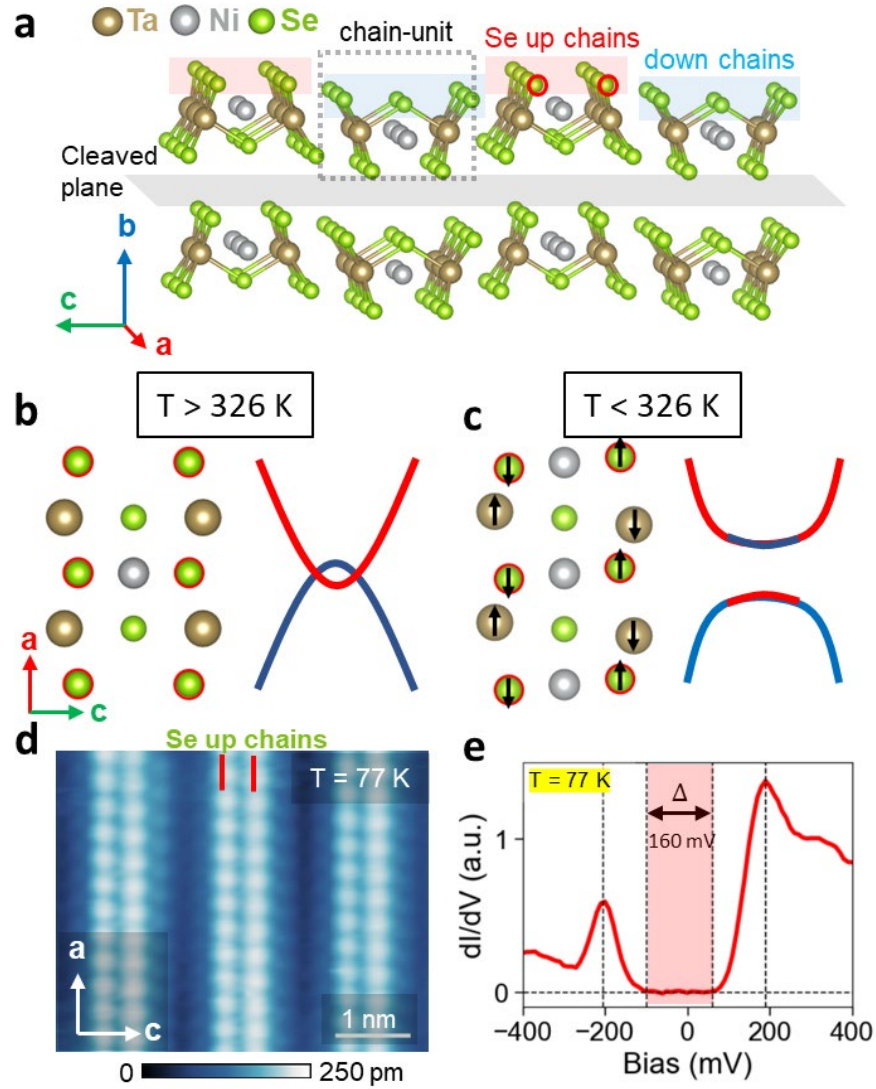 a
Ta Ni Se
chain-unit
Se up chains
down chains
Cleaved
plane
b
c
a
b
T > 326 K
c
T < 326 K
a
c
d
Se up chains
T = 77 K
a
c
1 nm
0 250 pm
e
T = 77 K
Δ
160 mV
1
0
dI/dV (a.u.)
−400 −200 0 200 400
Bias (mV)